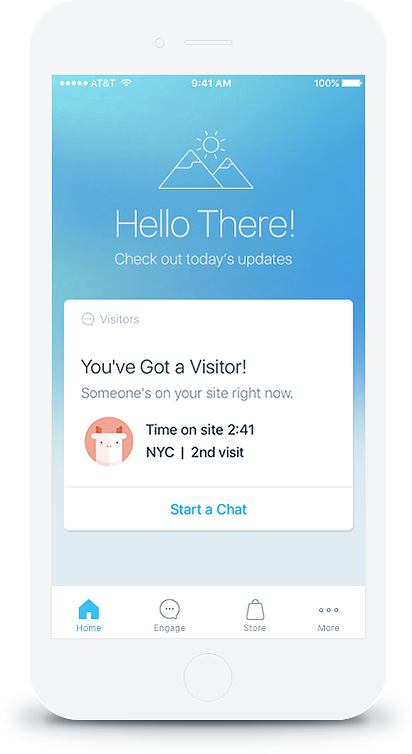 AT&T 9:41 AM 100%
Hello There!
Check out today's updates
Visitors
You've Got a Visitor!
Someone's on your site right now.
Time on site 2:41
NYC | 2nd visit
Start a Chat
Home Engage Store More